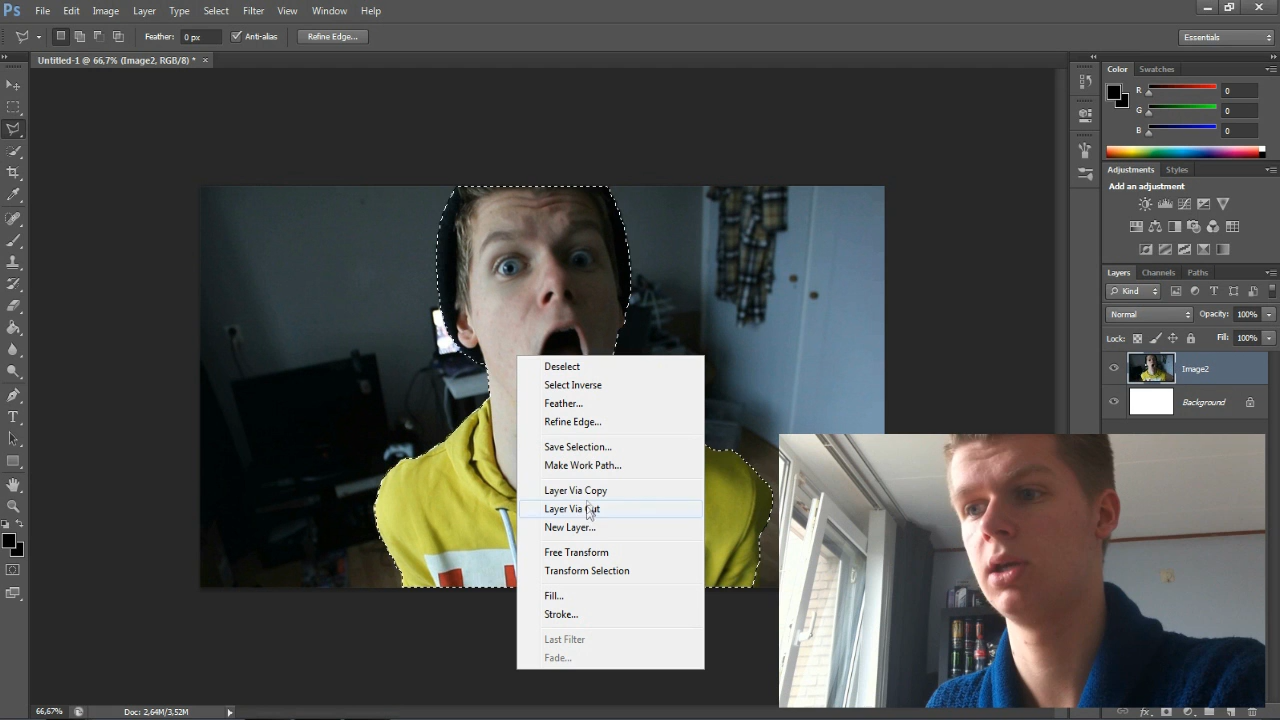 Ps File Edit Image Layer Type Select Filter View Window Help
Feather: 0 px Anti-alias Refine Edge... Essentials
Untitled-1 @ 66,7% (Image2, RGB/8) * ×
Color Swatches
R 0
G 0
B 0
Adjustments Styles
Add an adjustment
Layers Channels Paths
Kind
Normal Opacity: 100%
Lock: Fill: 100%
Image2
Background
Deselect
Select Inverse
Feather...
Refine Edge...
Save Selection...
Make Work Path...
Layer Via Copy
Layer Via Cut
New Layer...
Free Transform
Transform Selection
Fill...
Stroke...
Last Filter
Fade...
66,67% Doc: 2,64M/3,52M